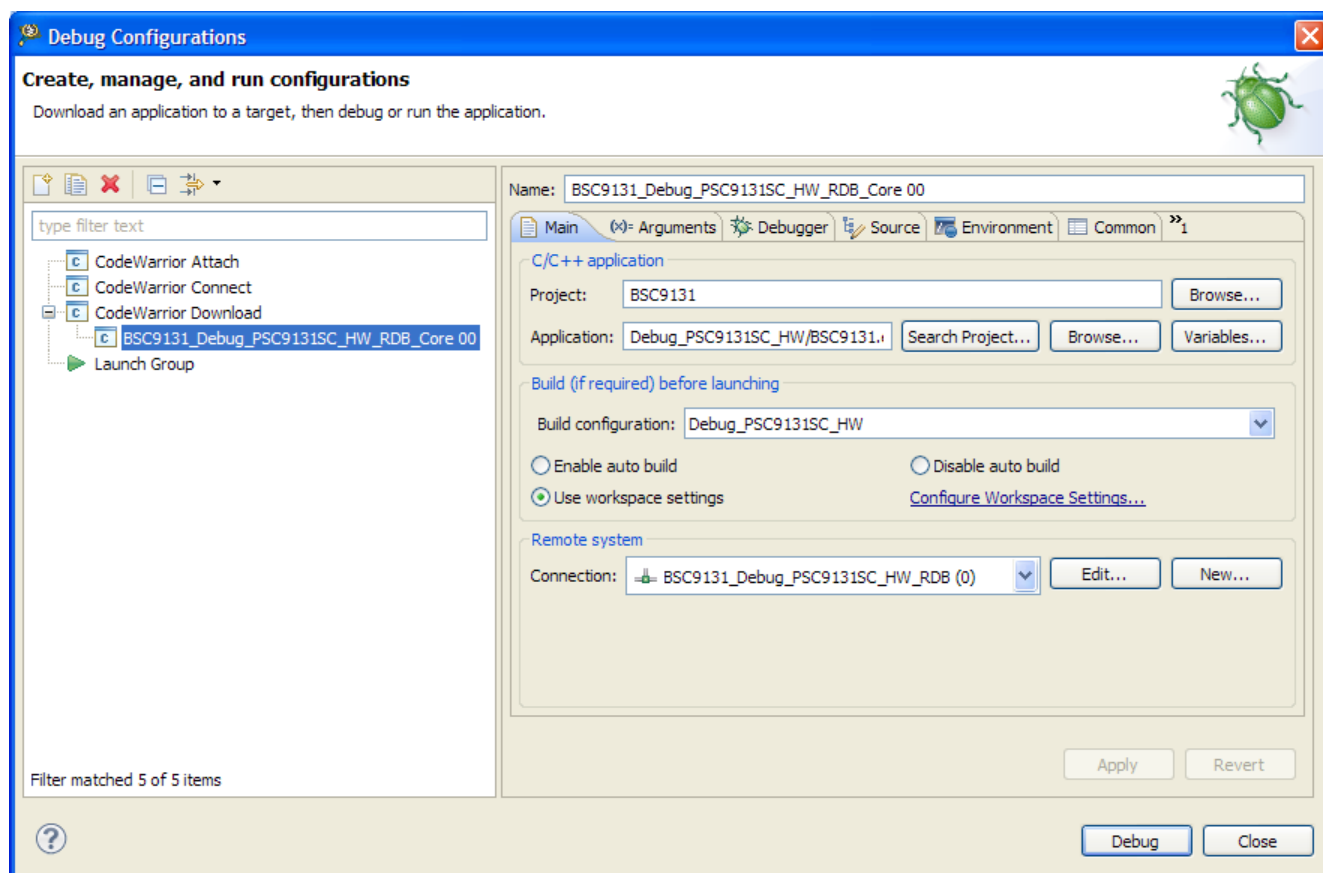 Debug Configurations
Create, manage, and run configurations
Download an application to a target, then debug or run the application.
type filter text
CodeWarrior Attach
CodeWarrior Connect
CodeWarrior Download
BSC9131_Debug_PSC9131SC_HW_RDB_Core 00
Launch Group
Filter matched 5 of 5 items
Name: BSC9131_Debug_PSC9131SC_HW_RDB_Core 00
Main (x)= Arguments Debugger Source Environment Common »1
C/C++ application
Project: BSC9131 Browse...
Application: Debug_PSC9131SC_HW/BSC9131. Search Project... Browse... Variables...
Build (if required) before launching
Build configuration: Debug_PSC9131SC_HW
Enable auto build Disable auto build
Use workspace settings Configure Workspace Settings...
Remote system
Connection: BSC9131_Debug_PSC9131SC_HW_RDB (0) Edit... New...
Apply Revert
Debug Close